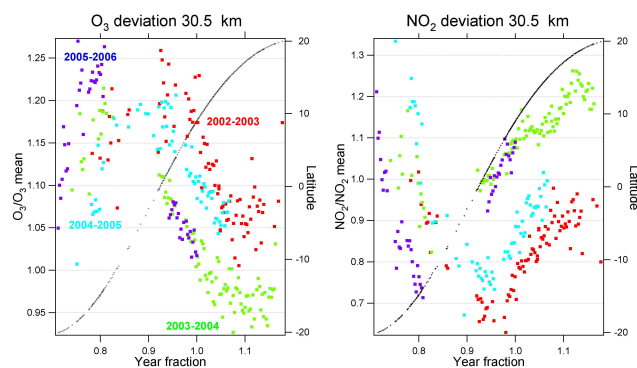 O3 deviation 30.5 km
1.25
1.20
1.15
1.10
1.05
1.00
0.95
O3/O3 mean
20
10
0
-10
-20
Latitude
2005-2006
2002-2003
2004-2005
2003-2004
0.8 0.9 1.0 1.1
Year fraction
NO2 deviation 30.5 km
1.3
1.2
1.1
1.0
0.9
0.8
0.7
NO2/NO2 mean
20
10
0
-10
-20
Latitude
0.8 0.9 1.0 1.1
Year fraction